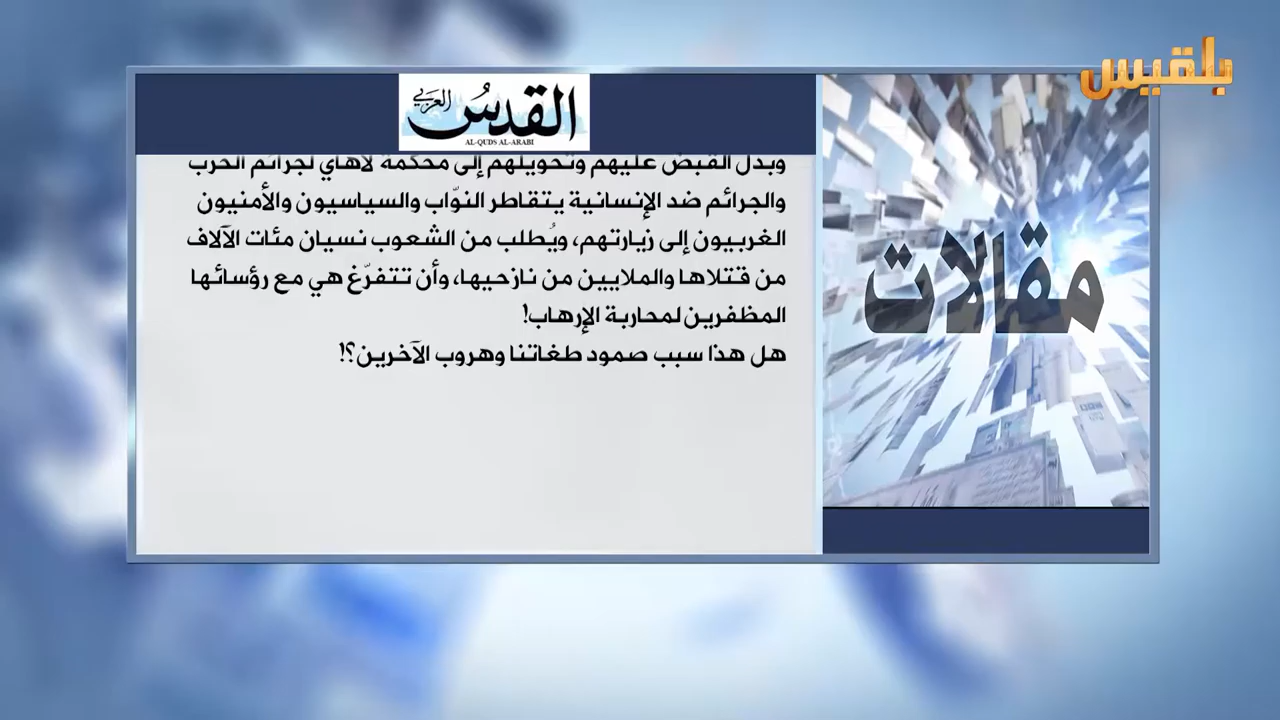 بلقيس
القدس العربي
AL-QUDS AL-ARABI
وبدل القبض عليهم وتحويلهم إلى محكمة لاهاي لجرائم الحرب
والجرائم ضد الإنسانية يتقاطر النوّاب والسياسيون والأمنيون
الغربيون إلى زيارتهم، ويُطلب من الشعوب نسيان مئات الآلاف
من قتلاها والملايين من نازحيها، وأن تتفرّغ هي مع رؤسائها
المظفرين لمحاربة الإرهاب!
هل هذا سبب صمود طغاتنا وهروب الآخرين؟!
مقالات